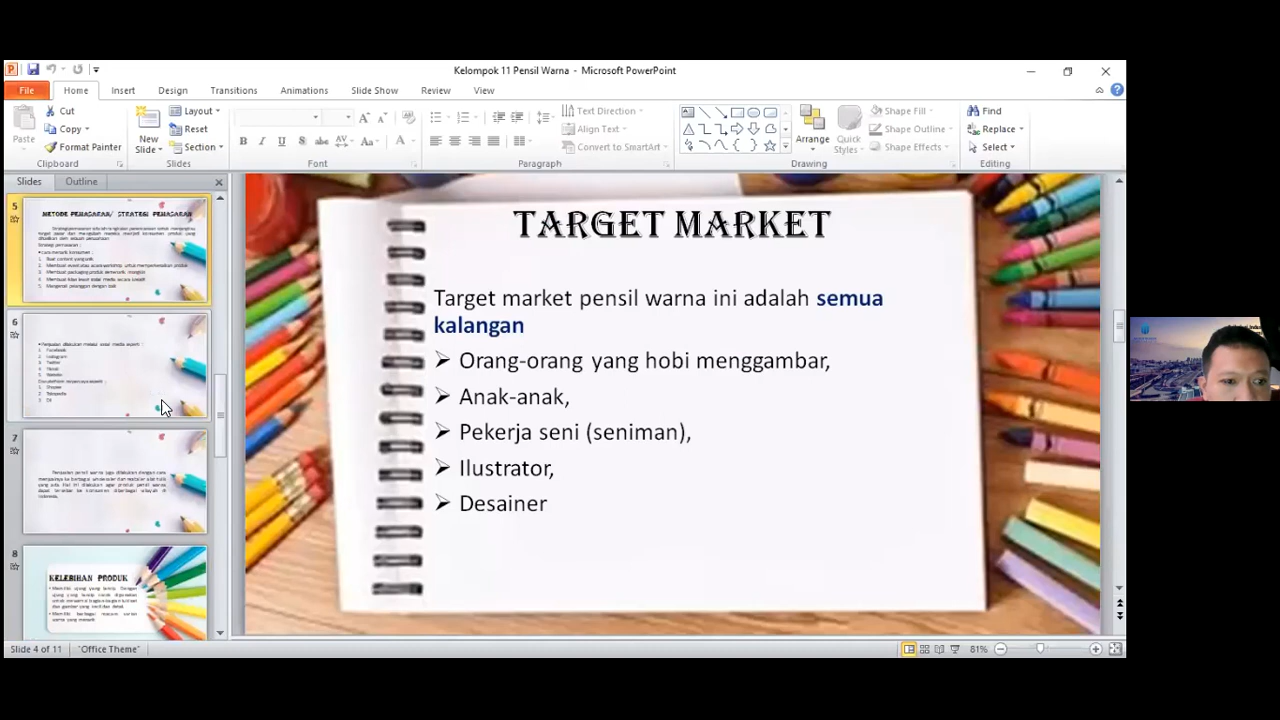 Kelompok 11 Pensil Warna - Microsoft PowerPoint
File Home Insert Design Transitions Animations Slide Show Review View
Cut
Copy
Format Painter
Paste
Clipboard
New Slide
Layout
Reset
Section
Slides
Font
Text Direction
Align Text
Convert to SmartArt
Paragraph
Arrange
Quick Styles
Shape Fill
Shape Outline
Shape Effects
Drawing
Find
Replace
Select
Editing
Slides Outline
5
METODE PEMASARAN/ STRATEGI PEMASARAN
6
7
8
KELEBIHAN PRODUK
TARGET MARKET
Target market pensil warna ini adalah semua
kalangan
Orang-orang yang hobi menggambar,
Anak-anak,
Pekerja seni (seniman),
Ilustrator,
Desainer
Slide 4 of 11 "Office Theme" 81%